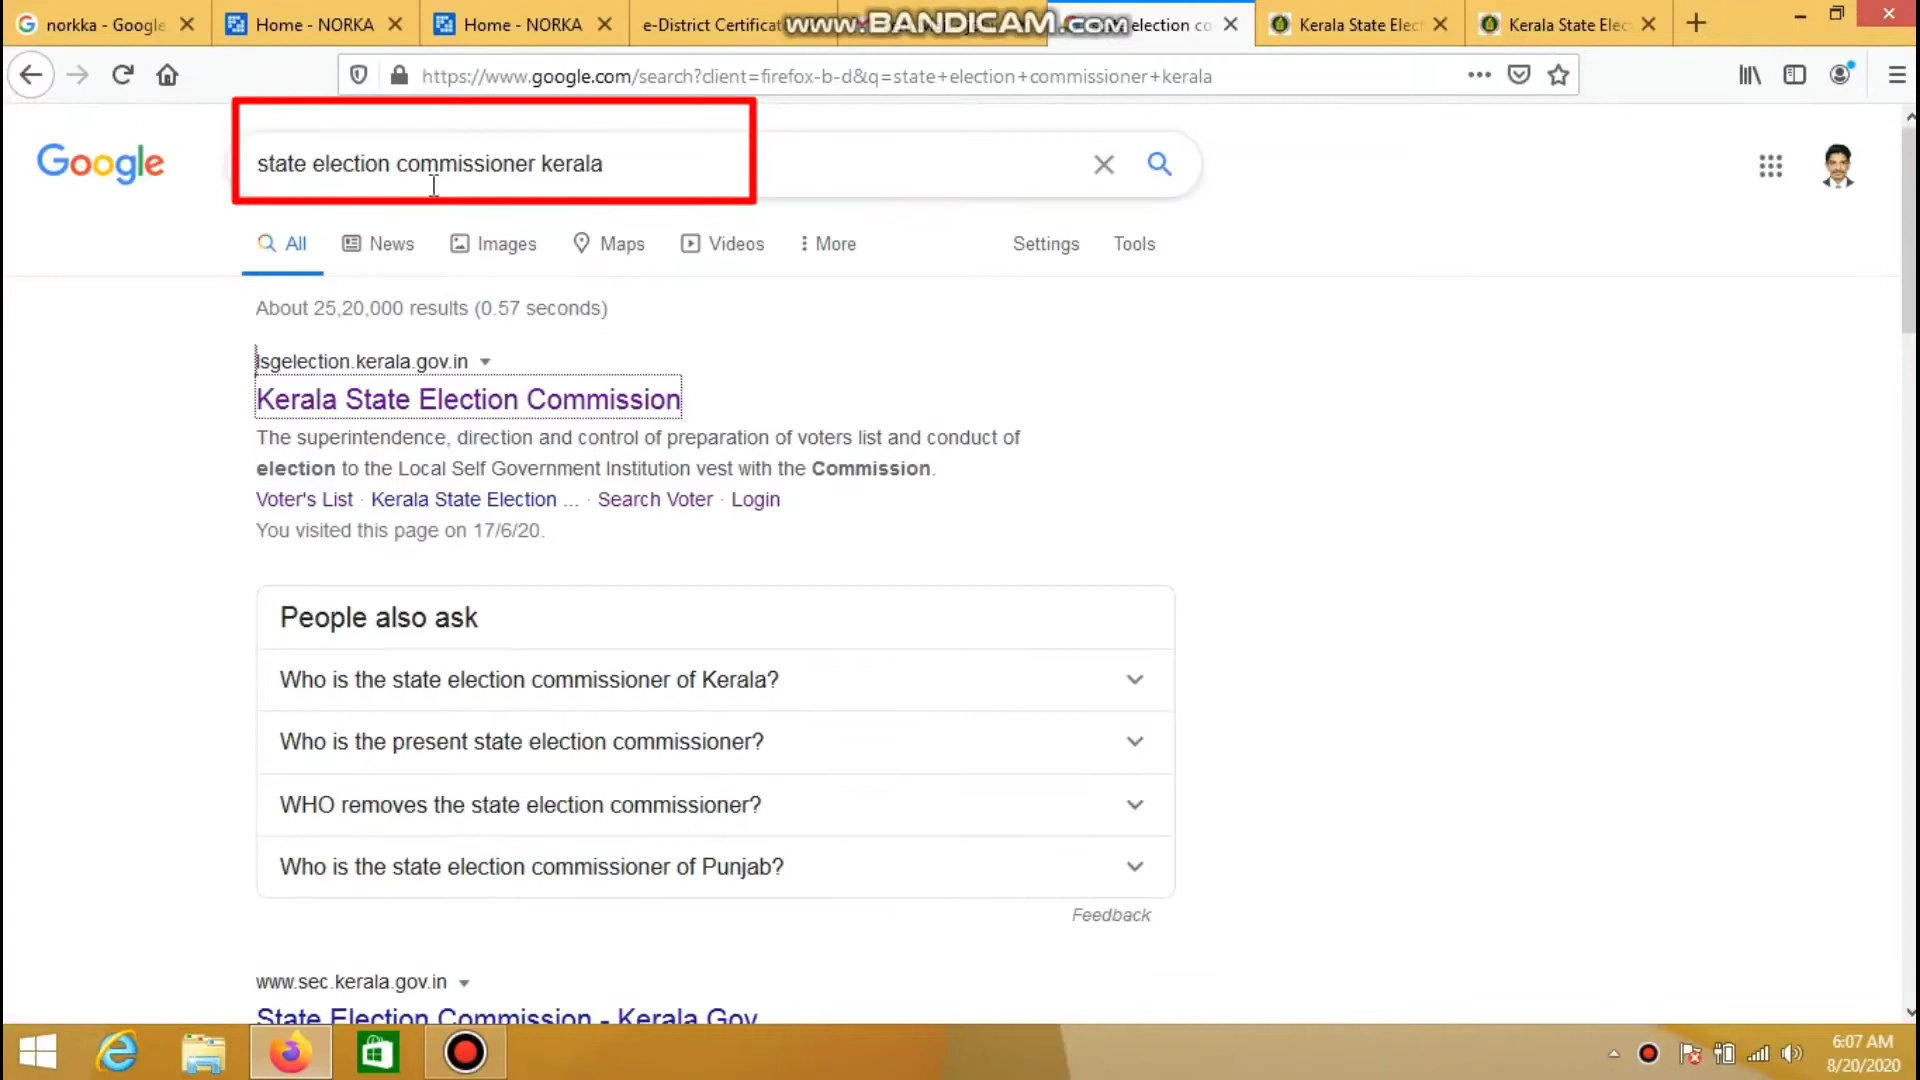 norkka - Google
Home - NORKA
Home - NORKA
e-District Certificat
www.BANDICAM.com
election co
Kerala State Elect
Kerala State Elec
https://www.google.com/search?client=firefox-b-d&q=state+election+commissioner+kerala
Google
state election commissioner kerala
All
News
Images
Maps
Videos
More
Settings
Tools
About 25,20,000 results (0.57 seconds)
lsgelection.kerala.gov.in
Kerala State Election Commission
The superintendence, direction and control of preparation of voters list and conduct of
election to the Local Self Government Institution vest with the Commission.
Voter's List · Kerala State Election ... · Search Voter · Login
You visited this page on 17/6/20.
People also ask
Who is the state election commissioner of Kerala?
Who is the present state election commissioner?
WHO removes the state election commissioner?
Who is the state election commissioner of Punjab?
Feedback
www.sec.kerala.gov.in
State Election Commission - Kerala Gov
6:07 AM
8/20/2020